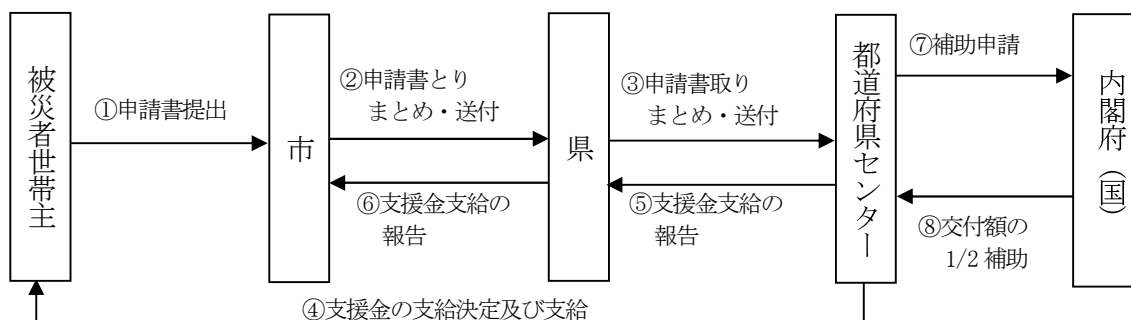 被災者世帯主
①申請書提出
市
②申請書とり
まとめ・送付
⑥支援金支給の
報告
県
③申請書取り
まとめ・送付
⑤支援金支給の
報告
都道府県センター
⑦補助申請
⑧交付額の
1/2 補助
内閣府(国)
④支援金の支給決定及び支給